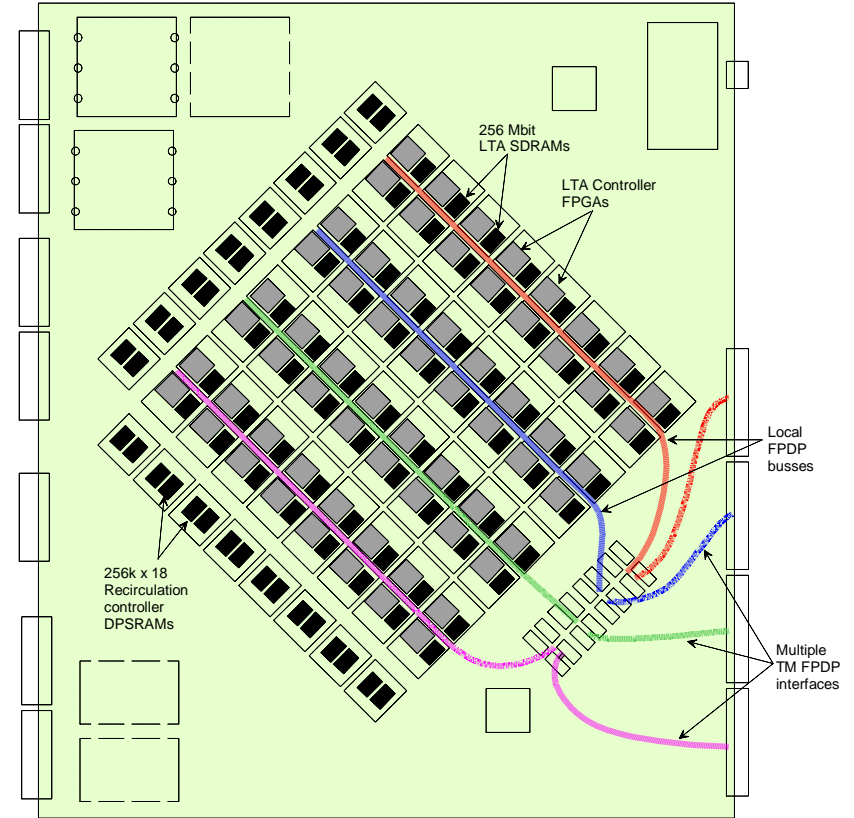 256 Mbit
LTA SDRAMs
LTA Controller
FPGAs
Local
FPDP
busses
256k x 18
Recirculation
controller
DPSRAMs
Multiple
TM FPDP
interfaces